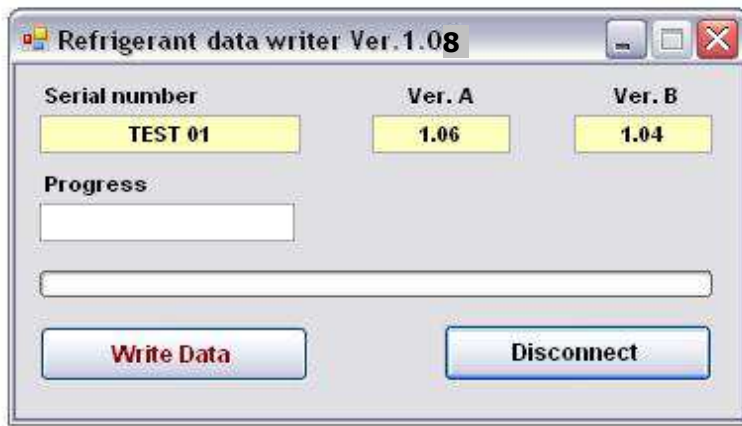 Refrigerant data writer Ver.1.08
Serial number Ver. A Ver. B
TEST 01 1.06 1.04
Progress
Write Data Disconnect